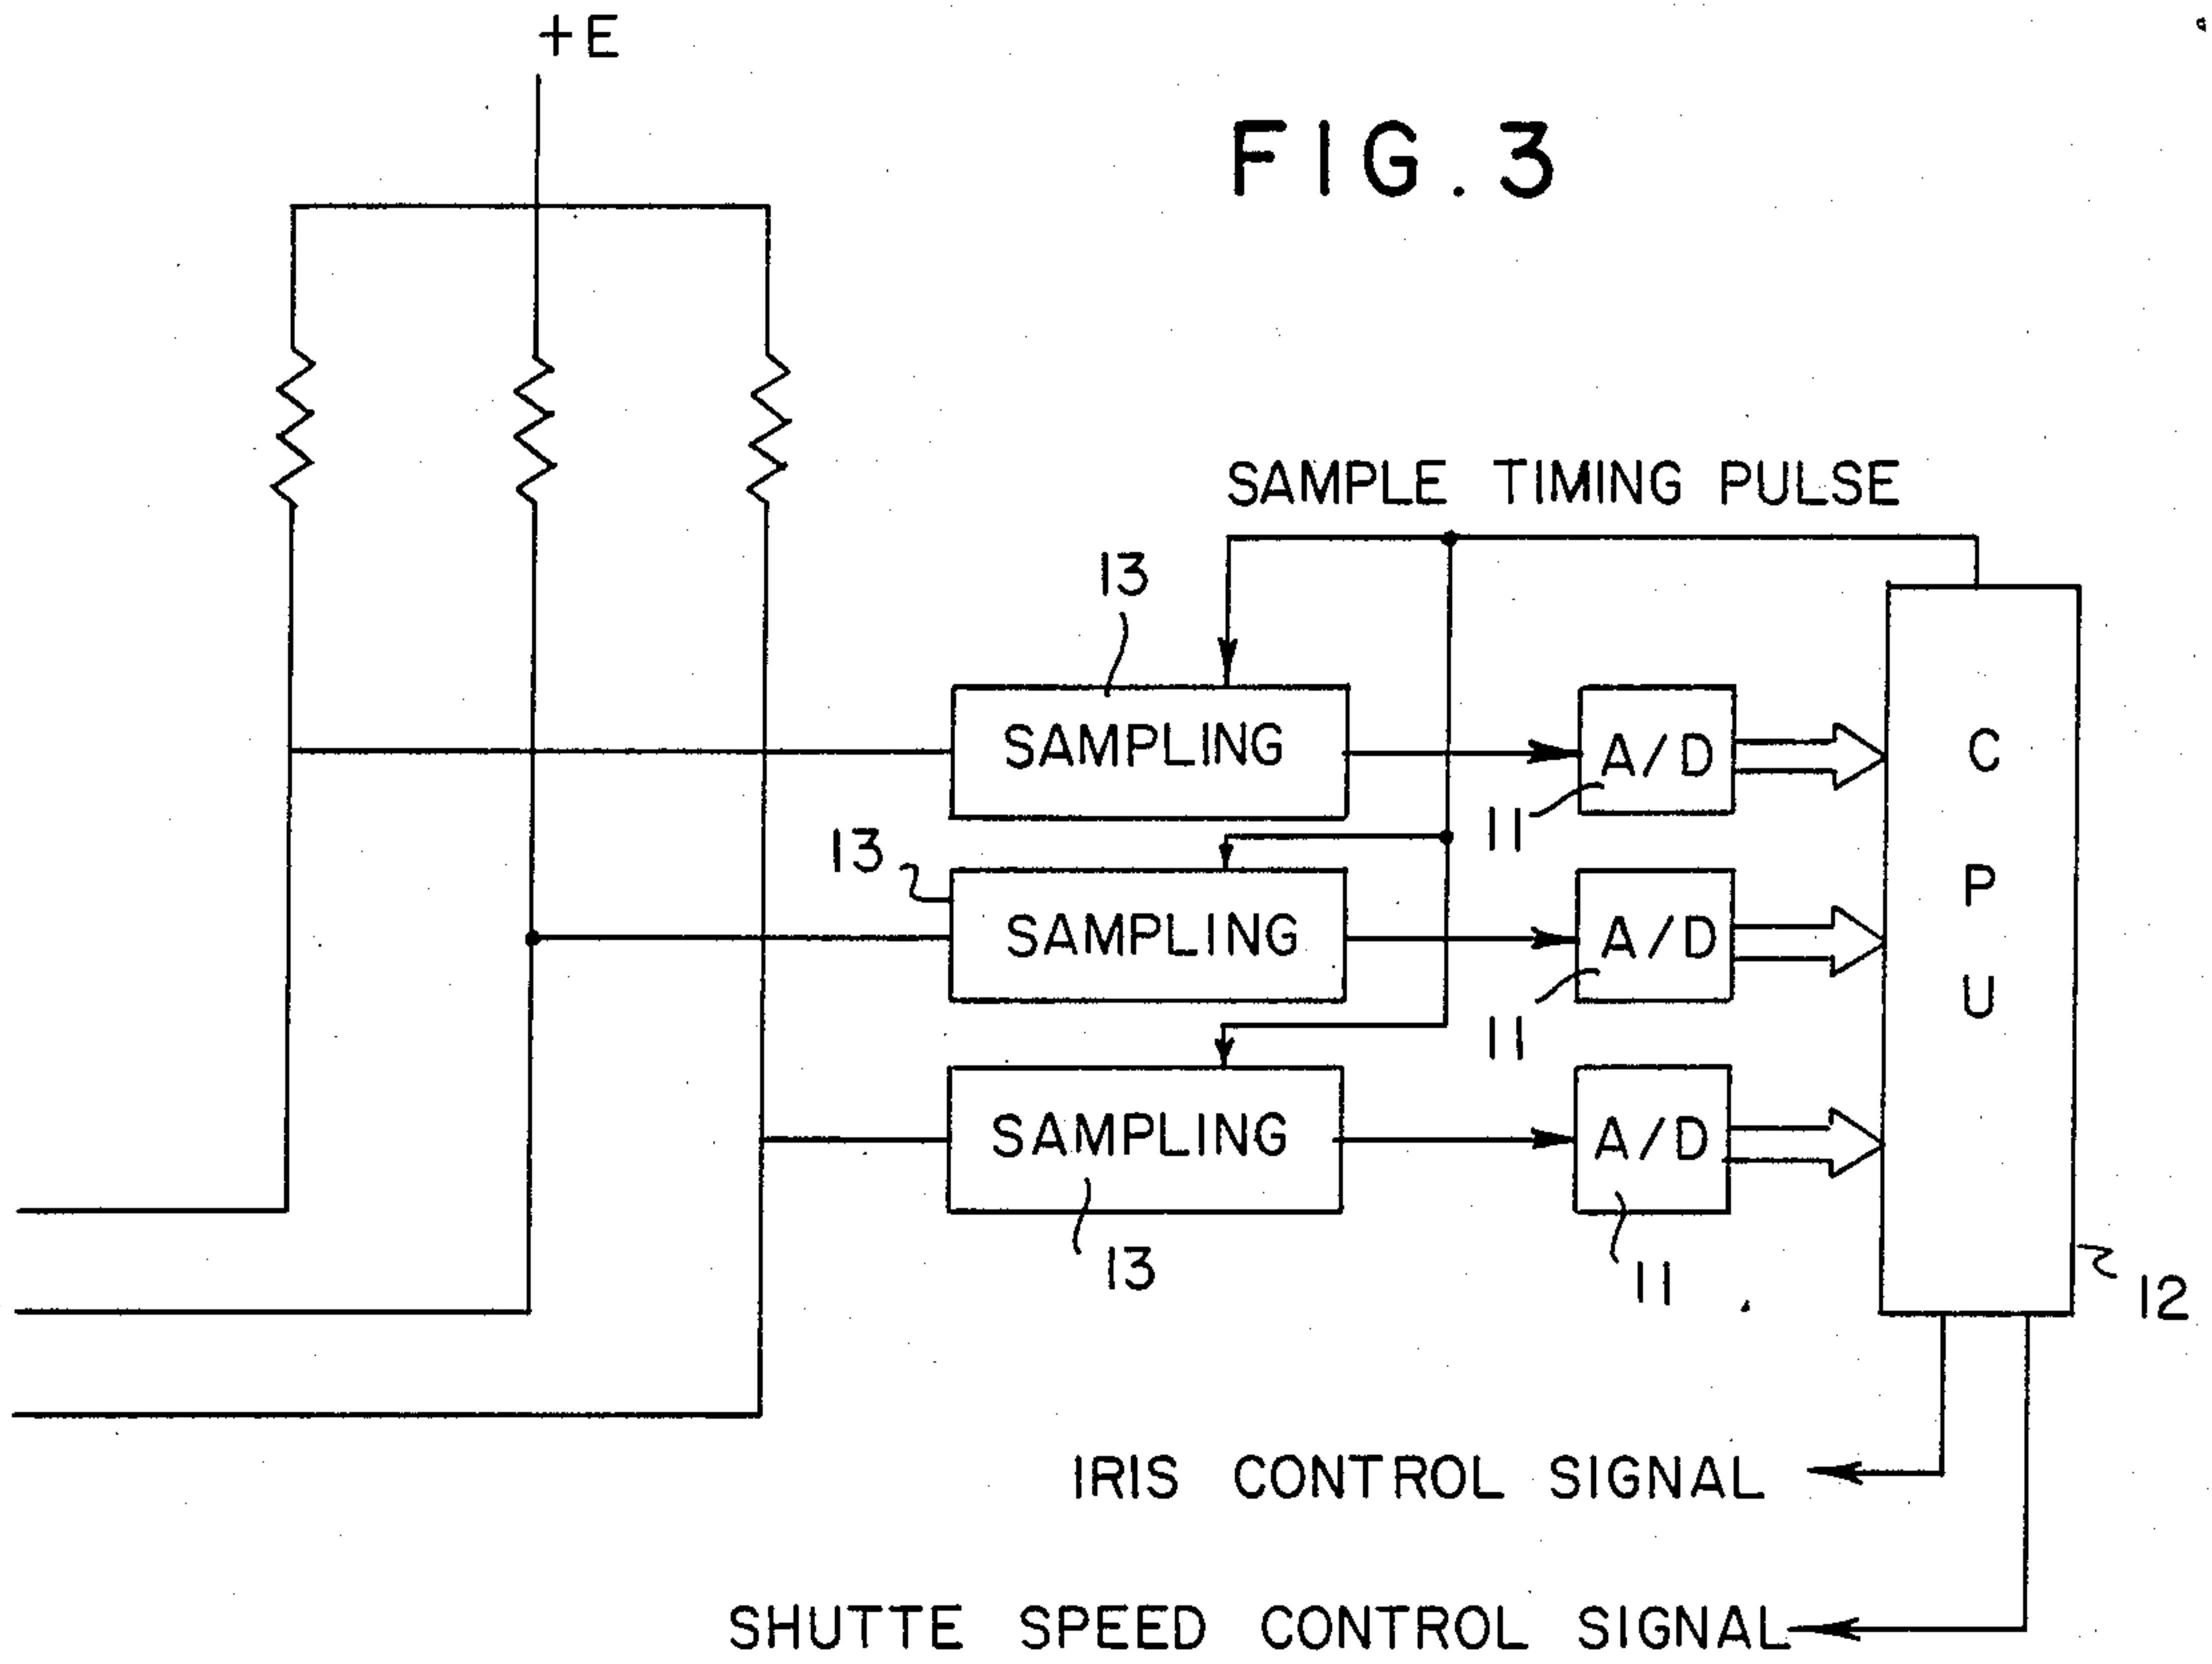 +E
FIG. 3
SAMPLE TIMING PULSE
13
SAMPLING
A/D
11
13
SAMPLING
A/D
11
SAMPLING
A/D
13
11
C
P
U
12
IRIS CONTROL SIGNAL
SHUTTE SPEED CONTROL SIGNAL